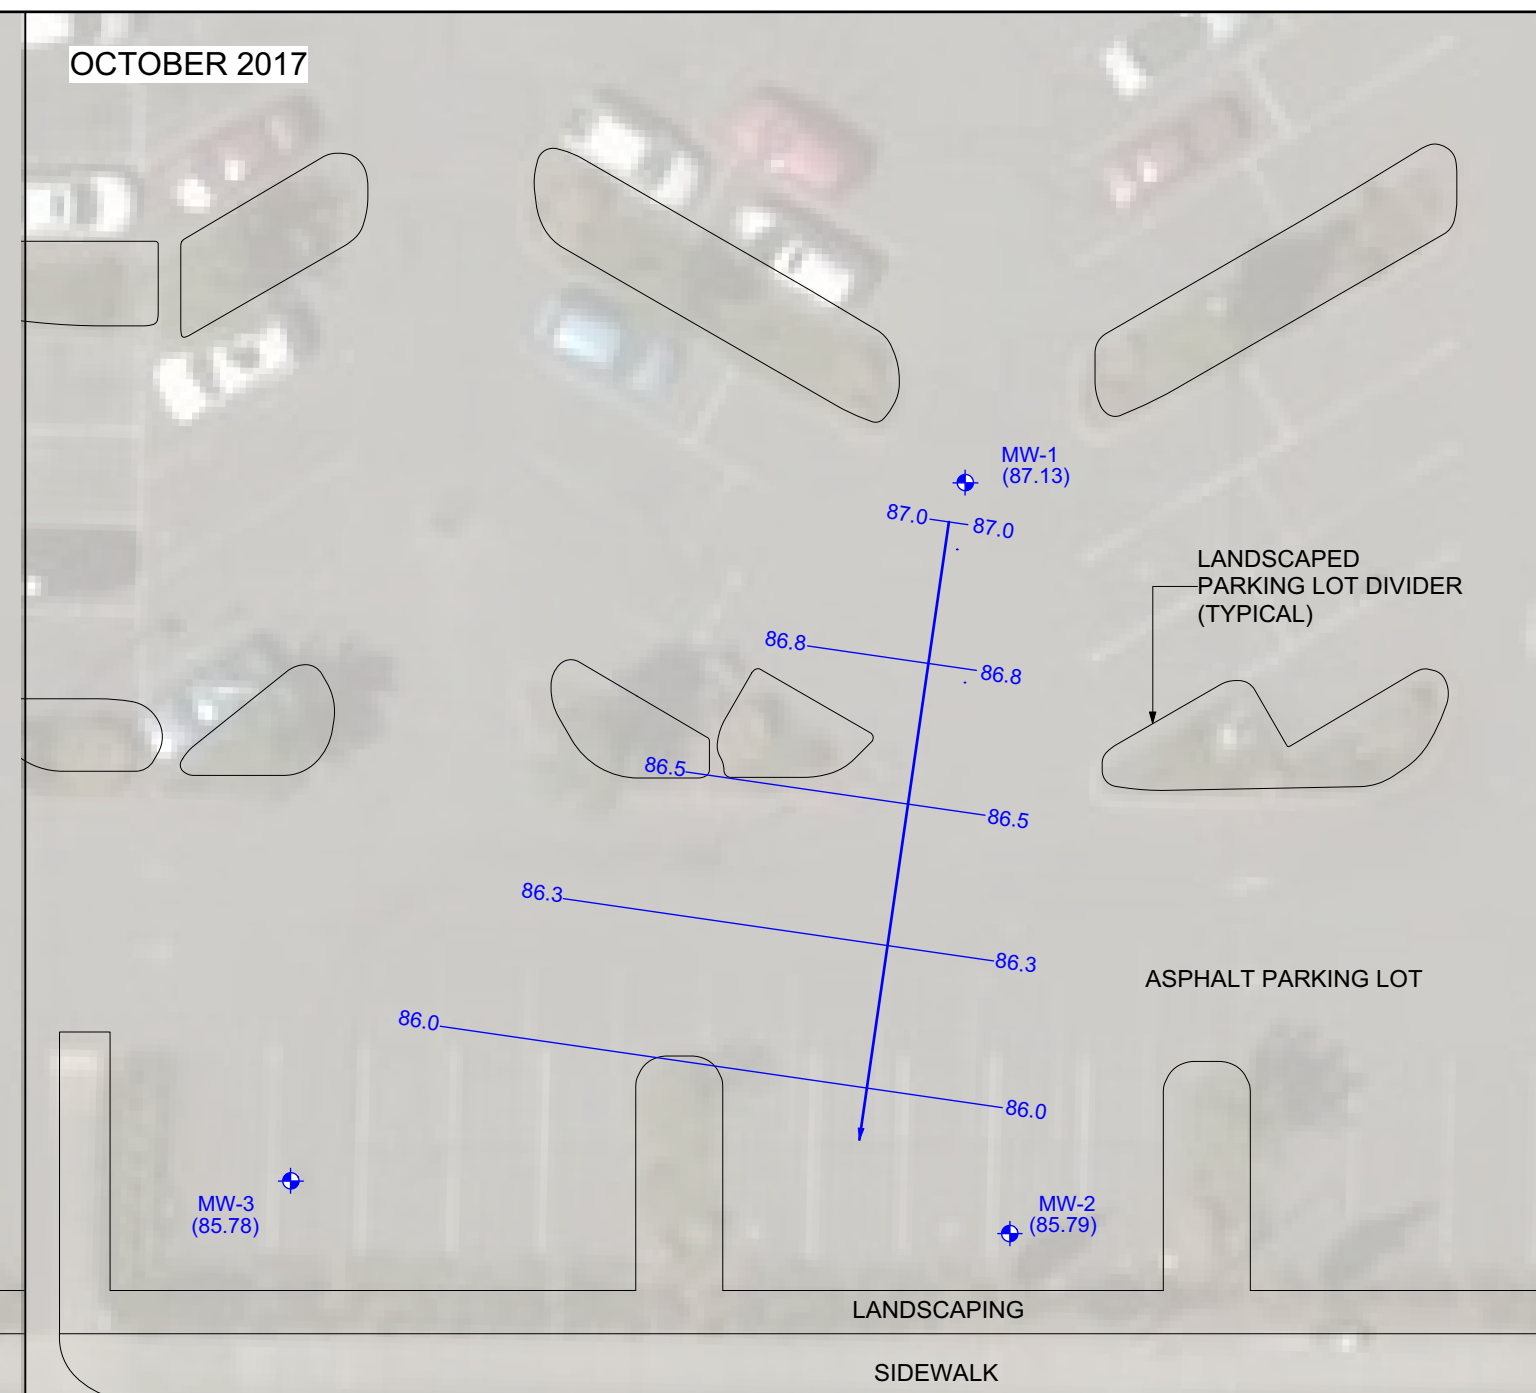 OCTOBER 2017
MW-1
(87.13)
87.0
87.0
LANDSCAPED
PARKING LOT DIVIDER
(TYPICAL)
86.8
86.8
86.5
86.5
86.3
86.3
ASPHALT PARKING LOT
86.0
86.0
MW-3
(85.78)
MW-2
(85.79)
LANDSCAPING
SIDEWALK